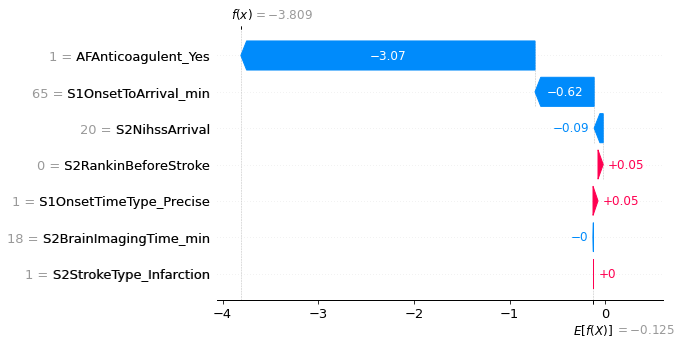 f(x) = −3.809
1 = AFAnticoagulent_Yes −3.07
65 = S1OnsetToArrival_min −0.62
20 = S2NihssArrival −0.09
0 = S2RankinBeforeStroke +0.05
1 = S1OnsetTimeType_Precise +0.05
18 = S2BrainImagingTime_min −0
1 = S2StrokeType_Infarction +0
−4 −3 −2 −1 0
E[f(X)] = −0.125